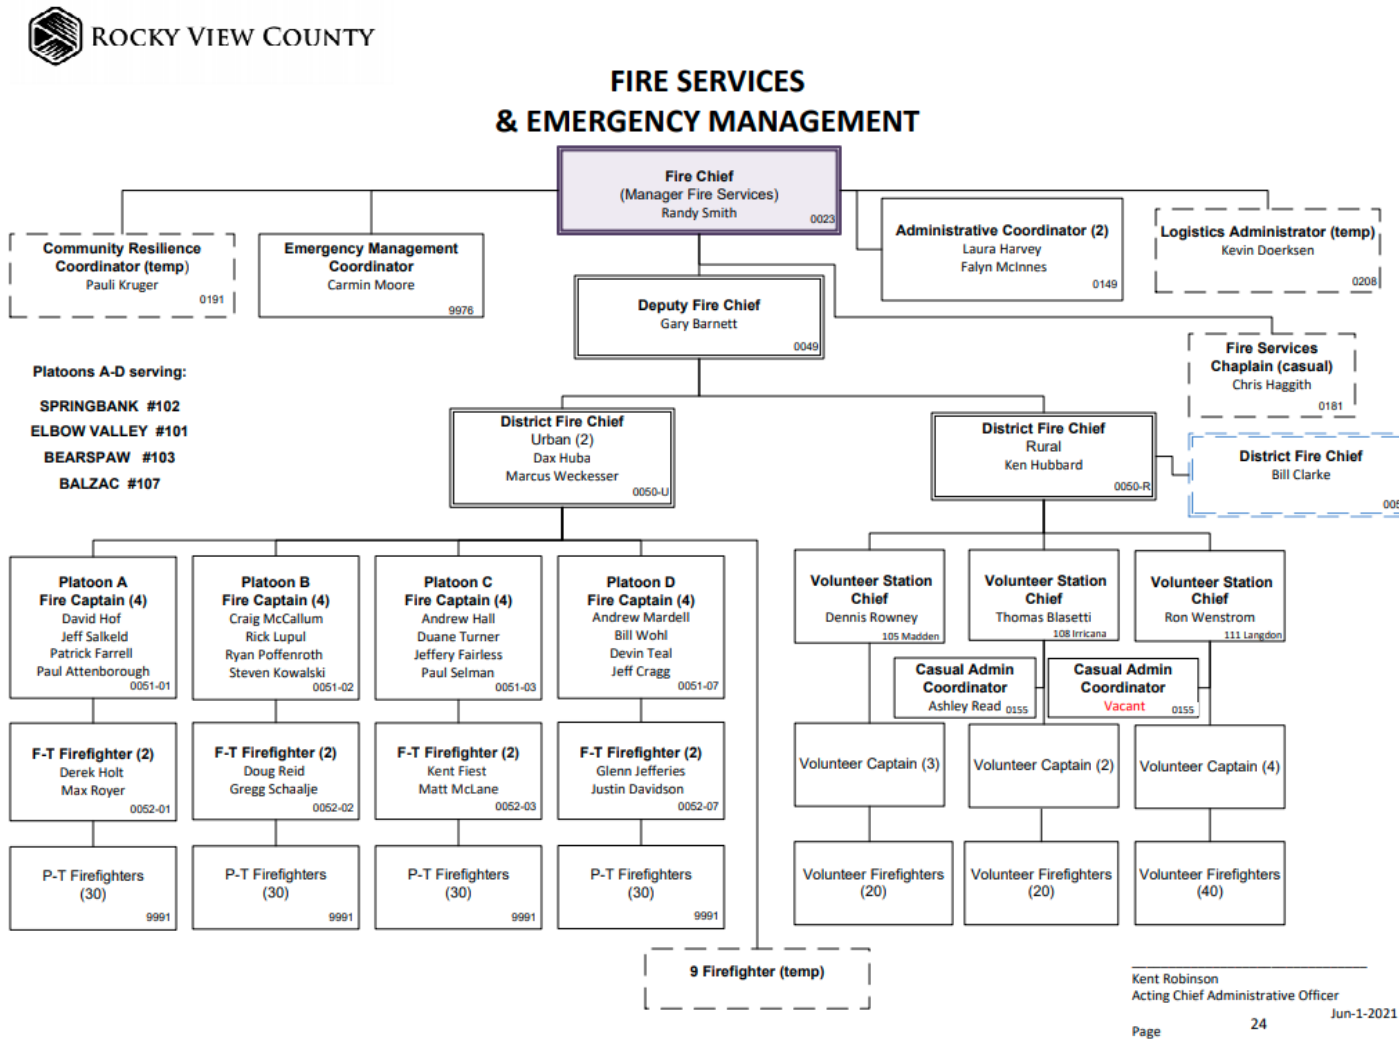 ROCKY VIEW COUNTY
FIRE SERVICES
& EMERGENCY MANAGEMENT
Fire Chief
(Manager Fire Services)
Randy Smith
0023
Community Resilience
Coordinator (temp)
Pauli Kruger
0191
Emergency Management
Coordinator
Carmin Moore
9976
Administrative Coordinator (2)
Laura Harvey
Falyn McInnes
0149
Logistics Administrator (temp)
Kevin Doerksen
0208
Deputy Fire Chief
Gary Barnett
0049
Fire Services
Chaplain (casual)
Chris Haggith
0181
Platoons A-D serving:
SPRINGBANK #102
ELBOW VALLEY #101
BEARSPAW #103
BALZAC #107
District Fire Chief
Urban (2)
Dax Huba
Marcus Weckesser
0050-U
District Fire Chief
Rural
Ken Hubbard
0050-R
District Fire Chief
Bill Clarke
005
Platoon A
Fire Captain (4)
David Hof
Jeff Salkeld
Patrick Farrell
Paul Attenborough
0051-01
Platoon B
Fire Captain (4)
Craig McCallum
Rick Lupul
Ryan Poffenroth
Steven Kowalski
0051-02
Platoon C
Fire Captain (4)
Andrew Hall
Duane Turner
Jeffery Fairless
Paul Selman
0051-03
Platoon D
Fire Captain (4)
Andrew Mardell
Bill Wohl
Devin Teal
Jeff Cragg
0051-07
Volunteer Station
Chief
Dennis Rowney
105 Madden
Volunteer Station
Chief
Thomas Blasetti
108 Irricana
Volunteer Station
Chief
Ron Wenstrom
111 Langdon
Casual Admin
Coordinator
Ashley Read 0155
Casual Admin
Coordinator
Vacant 0155
F-T Firefighter (2)
Derek Holt
Max Royer
0052-01
F-T Firefighter (2)
Doug Reid
Gregg Schaalje
0052-02
F-T Firefighter (2)
Kent Fiest
Matt McLane
0052-03
F-T Firefighter (2)
Glenn Jefferies
Justin Davidson
0052-07
Volunteer Captain (3)
Volunteer Captain (2)
Volunteer Captain (4)
P-T Firefighters
(30)
9991
P-T Firefighters
(30)
9991
P-T Firefighters
(30)
9991
P-T Firefighters
(30)
9991
Volunteer Firefighters
(20)
Volunteer Firefighters
(20)
Volunteer Firefighters
(40)
9 Firefighter (temp)
Kent Robinson
Acting Chief Administrative Officer
Jun-1-2021
Page 24